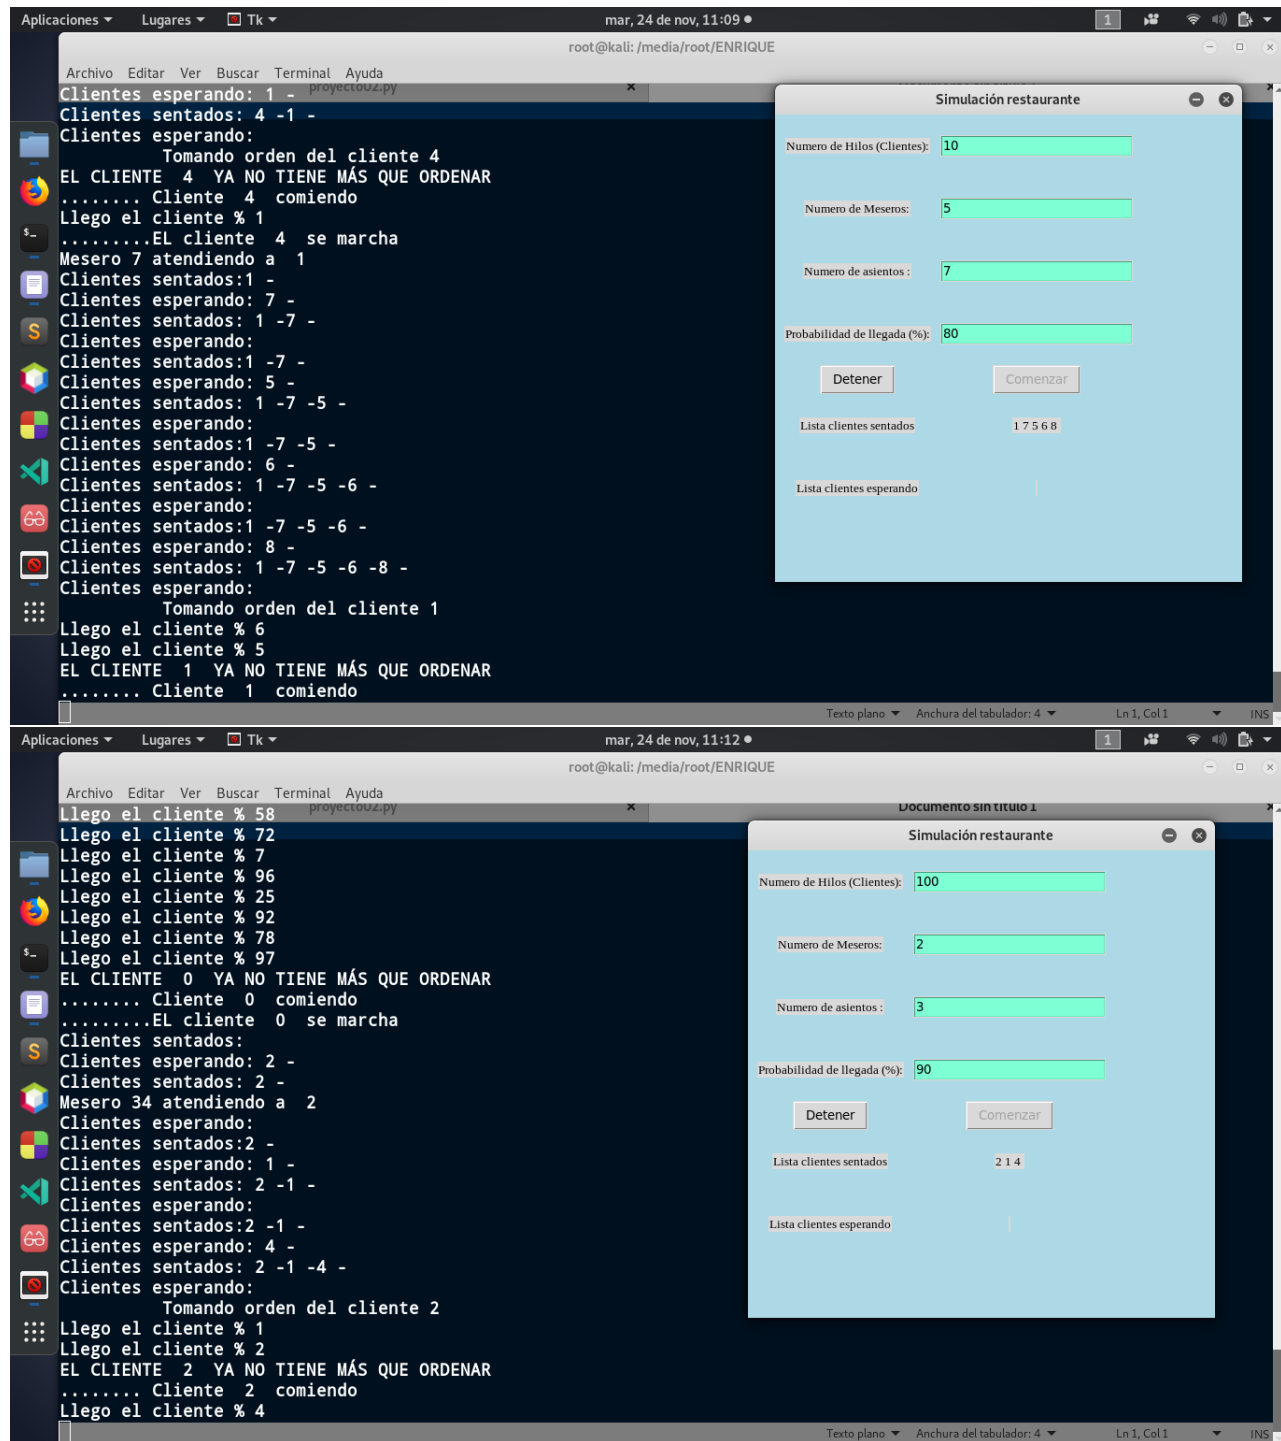 Aplicaciones Lugares Tk mar, 24 de nov, 11:09 1
root@kali: /media/root/ENRIQUE
Archivo Editar Ver Buscar Terminal Ayuda
proyecto02.py
Clientes esperando: 1 -
Clientes sentados: 4 -1 -
Clientes esperando:
Tomando orden del cliente 4
EL CLIENTE 4 YA NO TIENE MÁS QUE ORDENAR
........ Cliente 4 comiendo
Llego el cliente % 1
.........EL cliente 4 se marcha
Mesero 7 atendiendo a 1
Clientes sentados:1 -
Clientes esperando: 7 -
Clientes sentados: 1 -7 -
Clientes esperando:
Clientes sentados:1 -7 -
Clientes esperando: 5 -
Clientes sentados: 1 -7 -5 -
Clientes esperando:
Clientes sentados:1 -7 -5 -
Clientes esperando: 6 -
Clientes sentados: 1 -7 -5 -6 -
Clientes esperando:
Clientes sentados:1 -7 -5 -6 -
Clientes esperando: 8 -
Clientes sentados: 1 -7 -5 -6 -8 -
Clientes esperando:
Tomando orden del cliente 1
Llego el cliente % 6
Llego el cliente % 5
EL CLIENTE 1 YA NO TIENE MÁS QUE ORDENAR
........ Cliente 1 comiendo
Simulación restaurante
Numero de Hilos (Clientes): 10
Numero de Meseros: 5
Numero de asientos : 7
Probabilidad de llegada (%): 80
Detener Comenzar
Lista clientes sentados 1 7 5 6 8
Lista clientes esperando
Texto plano Anchura del tabulador: 4 Ln 1, Col 1 INS
Aplicaciones Lugares Tk mar, 24 de nov, 11:12 1
root@kali: /media/root/ENRIQUE
Archivo Editar Ver Buscar Terminal Ayuda
proyecto02.py Documento sin título 1
Llego el cliente % 58
Llego el cliente % 72
Llego el cliente % 7
Llego el cliente % 96
Llego el cliente % 25
Llego el cliente % 92
Llego el cliente % 78
Llego el cliente % 97
EL CLIENTE 0 YA NO TIENE MÁS QUE ORDENAR
........ Cliente 0 comiendo
.........EL cliente 0 se marcha
Clientes sentados:
Clientes esperando: 2 -
Clientes sentados: 2 -
Mesero 34 atendiendo a 2
Clientes esperando:
Clientes sentados:2 -
Clientes esperando: 1 -
Clientes sentados: 2 -1 -
Clientes esperando:
Clientes sentados:2 -1 -
Clientes esperando: 4 -
Clientes sentados: 2 -1 -4 -
Clientes esperando:
Tomando orden del cliente 2
Llego el cliente % 1
Llego el cliente % 2
EL CLIENTE 2 YA NO TIENE MÁS QUE ORDENAR
........ Cliente 2 comiendo
Llego el cliente % 4
Simulación restaurante
Numero de Hilos (Clientes): 100
Numero de Meseros: 2
Numero de asientos : 3
Probabilidad de llegada (%): 90
Detener Comenzar
Lista clientes sentados 2 1 4
Lista clientes esperando
Texto plano Anchura del tabulador: 4 Ln 1, Col 1 INS